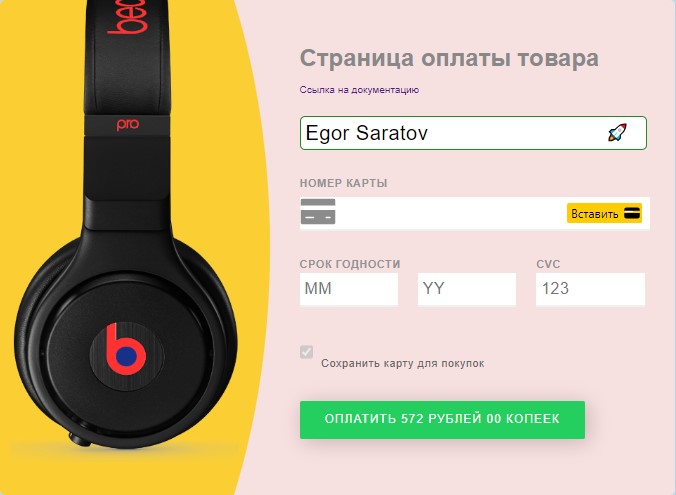 beats
pro
b
Страница оплаты товара
Ссылка на документацию
Egor Saratov
НОМЕР КАРТЫ
Вставить
СРОК ГОДНОСТИ CVC
MM YY 123
Сохранить карту для покупок
ОПЛАТИТЬ 572 РУБЛЕЙ 00 КОПЕЕК